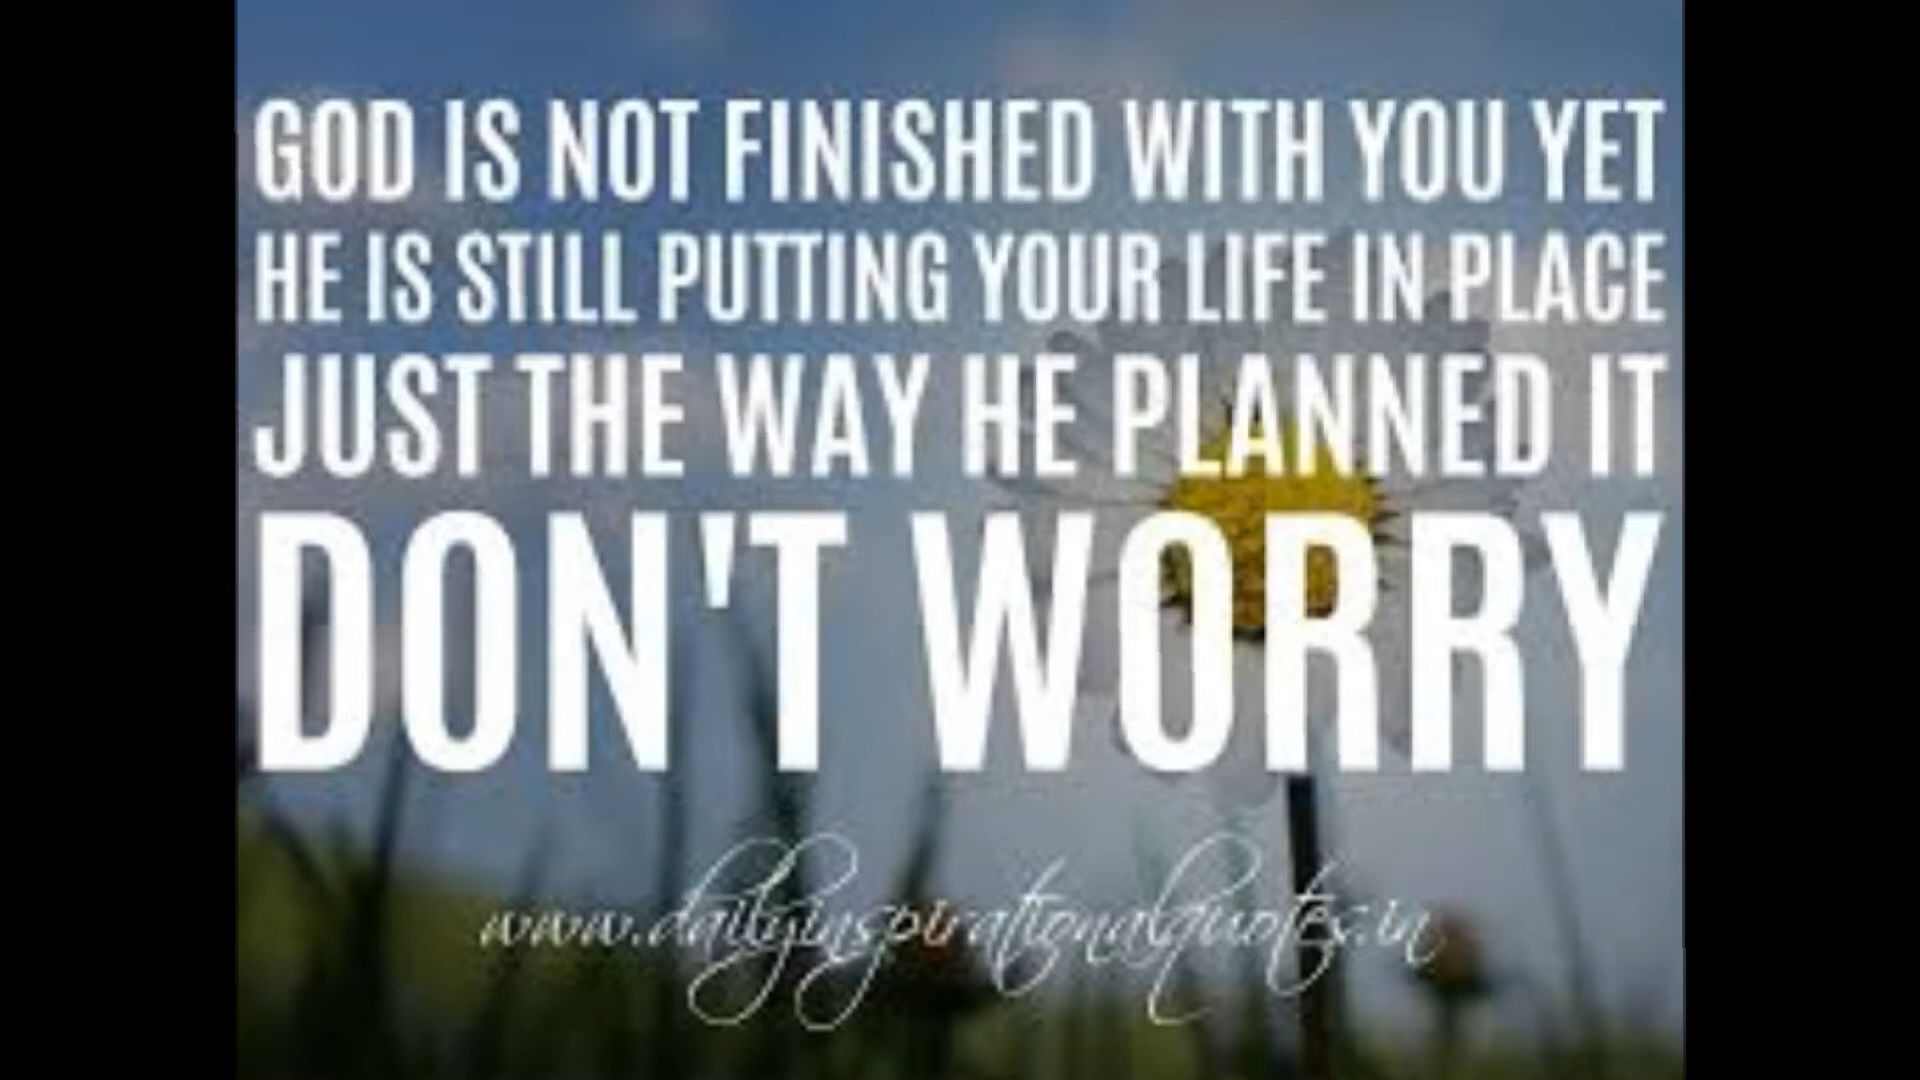 GOD IS NOT FINISHED WITH YOU YET
HE IS STILL PUTTING YOUR LIFE IN PLACE
JUST THE WAY HE PLANNED IT
DON'T WORRY
www.dailyinspirationalquotes.in